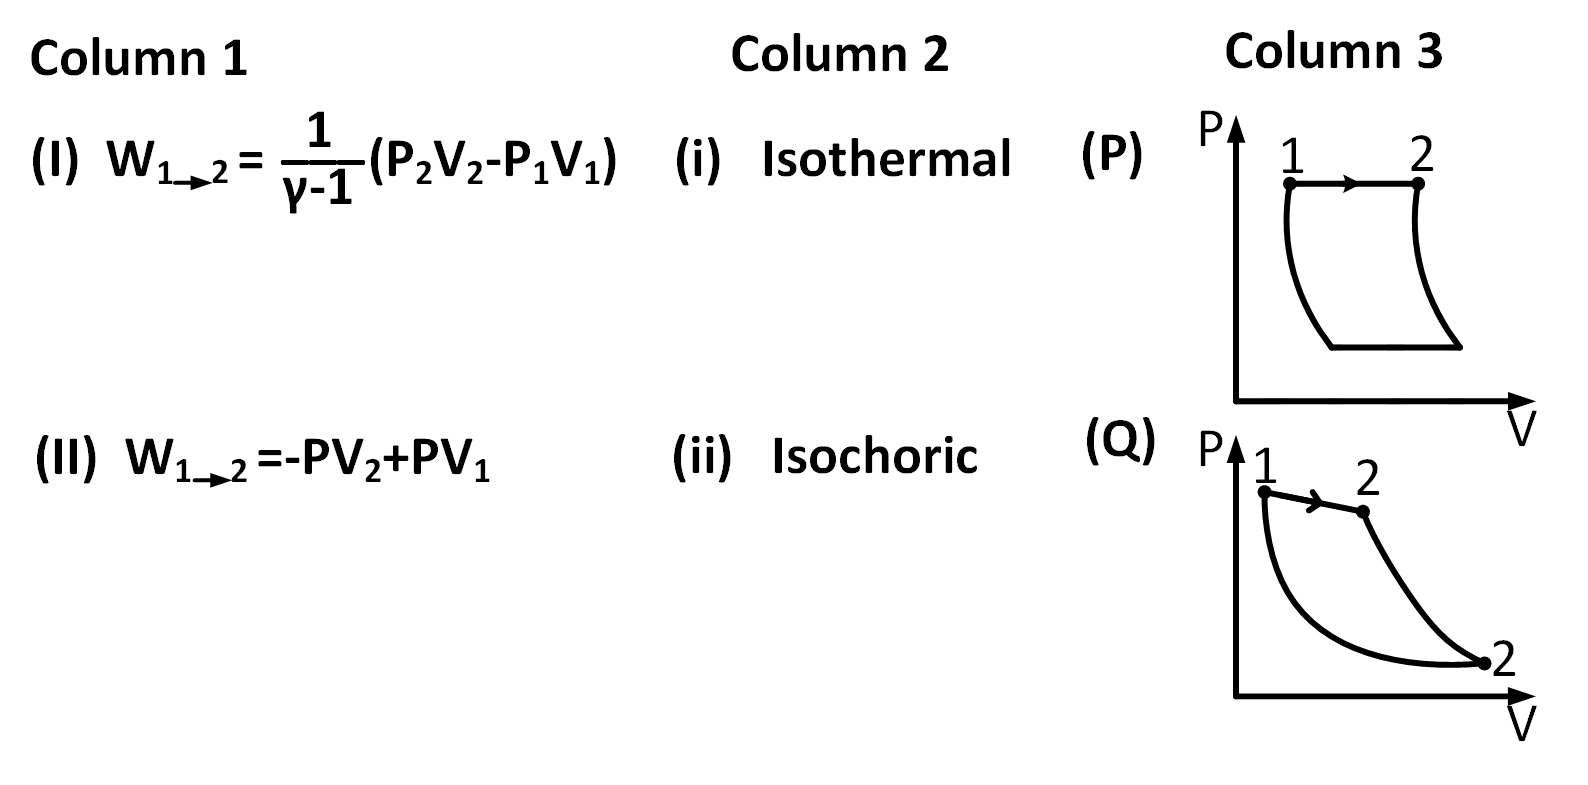 Column 1 Column 2 Column 3
(I) W₁→₂ = 1/(γ-1) (P₂V₂-P₁V₁) (i) Isothermal (P)
P 1 2
V
(II) W₁→₂ =-PV₂+PV₁ (ii) Isochoric (Q)
P 1 2
2
V